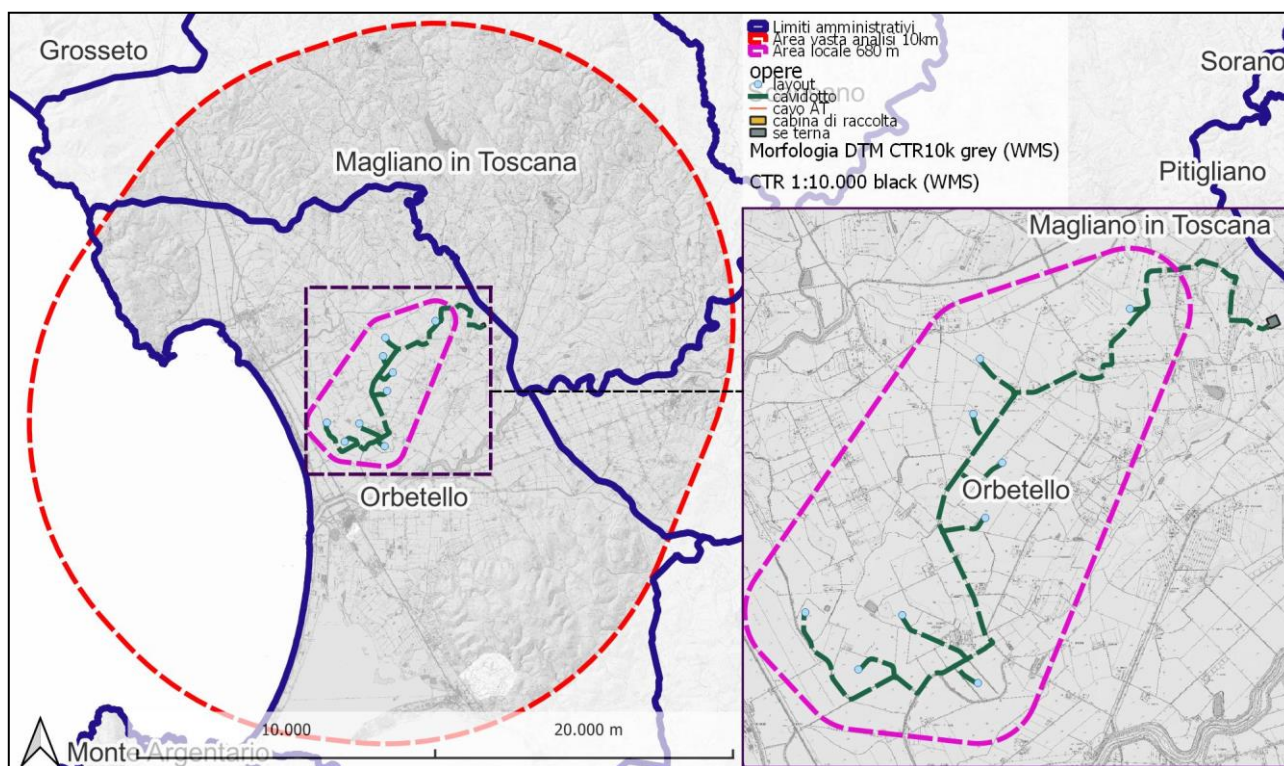 Grosseto
Magliano in Toscana
Orbetello
Monte Argentario
10.000
20.000 m
Limiti amministrativi
Area vasta analisi 10km
Area locale 680 m
opere
layout
cavidotto
cavo AT
cabina di raccolta
se terna
Morfologia DTM CTR10k grey (WMS)
CTR 1:10.000 black (WMS)
Sorano
Pitigliano
Magliano in Toscana
Orbetello